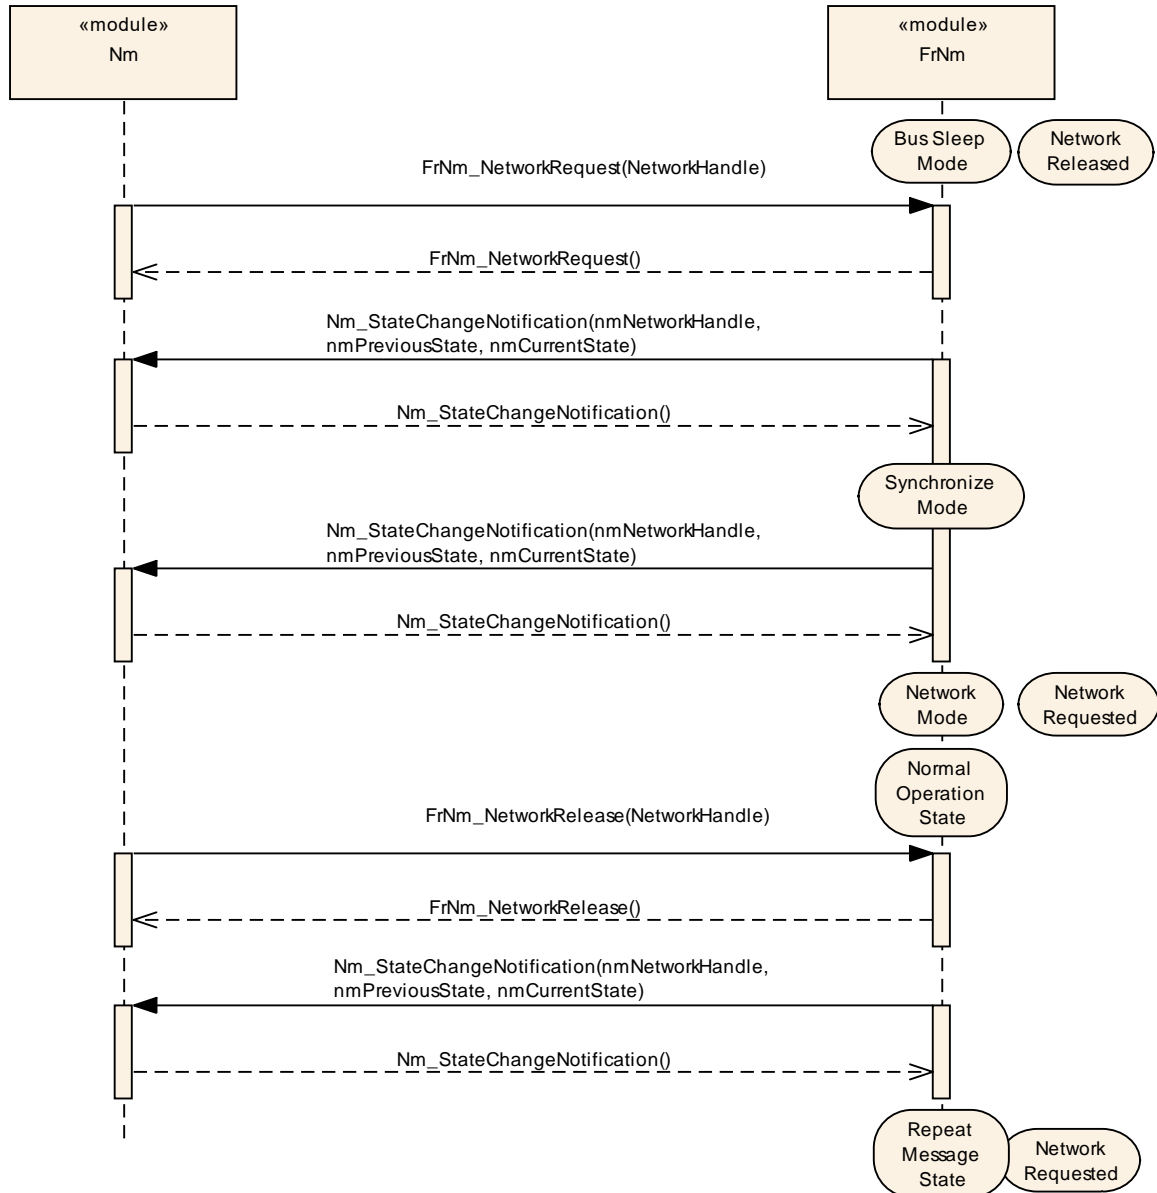 «module»
Nm
«module»
FrNm
Bus Sleep
Mode
Network
Released
FrNm_NetworkRequest(NetworkHandle)
FrNm_NetworkRequest()
Nm_StateChangeNotification(nmNetworkHandle,
nmPreviousState, nmCurrentState)
Nm_StateChangeNotification()
Synchronize
Mode
Nm_StateChangeNotification(nmNetworkHandle,
nmPreviousState, nmCurrentState)
Nm_StateChangeNotification()
Network
Mode
Network
Requested
Normal
Operation
State
FrNm_NetworkRelease(NetworkHandle)
FrNm_NetworkRelease()
Nm_StateChangeNotification(nmNetworkHandle,
nmPreviousState, nmCurrentState)
Nm_StateChangeNotification()
Repeat
Message
State
Network
Requested